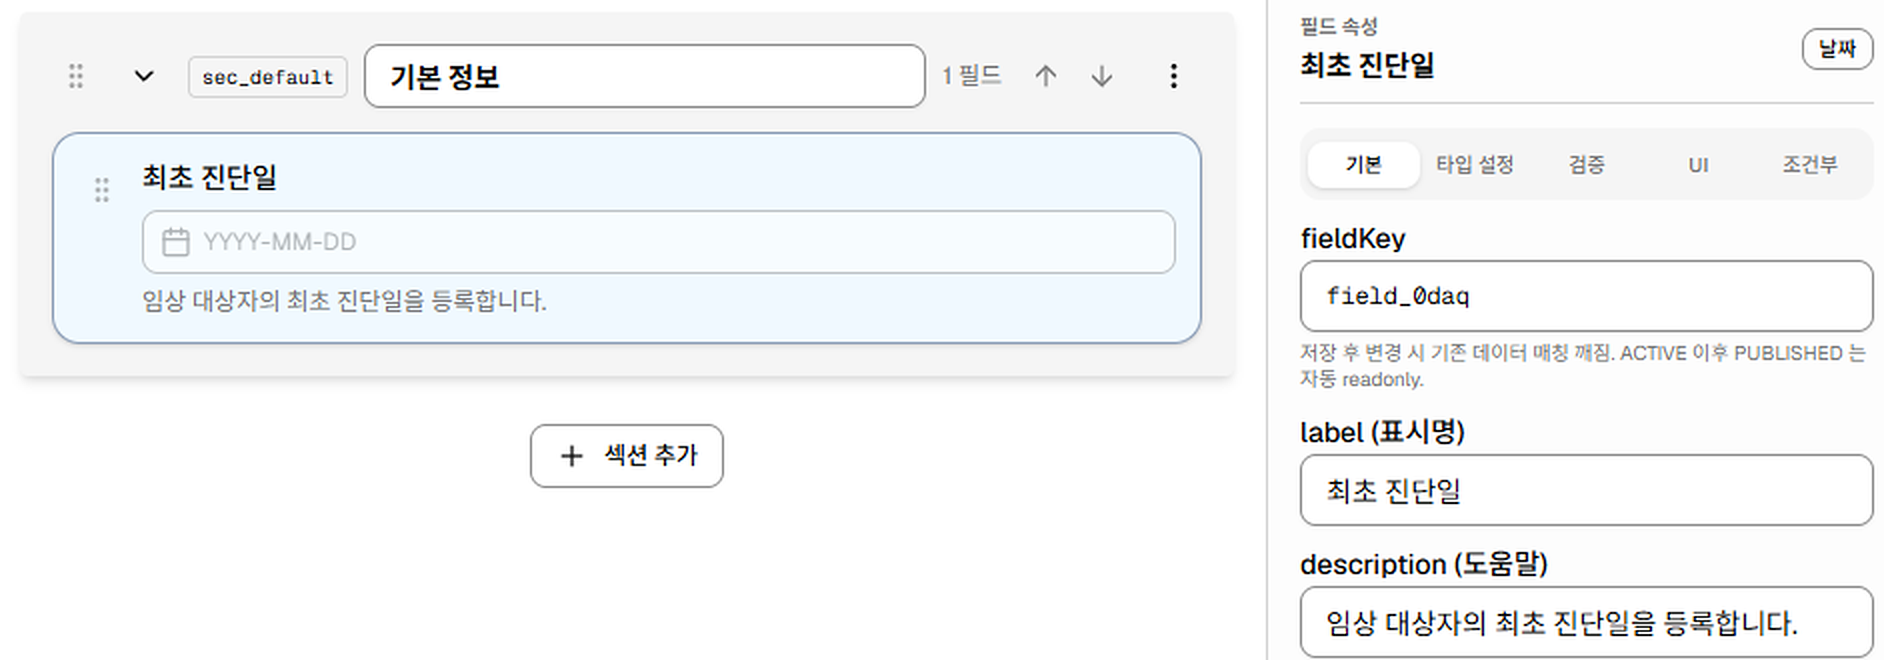 sec_default
기본 정보
1 필드
최초 진단일
YYYY-MM-DD
임상 대상자의 최초 진단일을 등록합니다.
섹션 추가
필드 속성
최초 진단일
날짜
기본 타입 설정 검증 UI 조건부
fieldKey
field_0daq
저장 후 변경 시 기존 데이터 매칭 깨짐. ACTIVE 이후 PUBLISHED 는
자동 readonly.
label (표시명)
최초 진단일
description (도움말)
임상 대상자의 최초 진단일을 등록합니다.